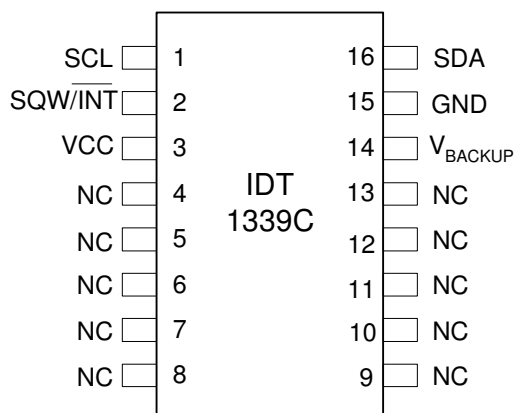 SCL 1 16 SDA
SQW/INT 2 15 GND
VCC 3 14 VBACKUP
NC 4 13 NC
IDT
1339C
NC 5 12 NC
NC 6 11 NC
NC 7 10 NC
NC 8 9 NC